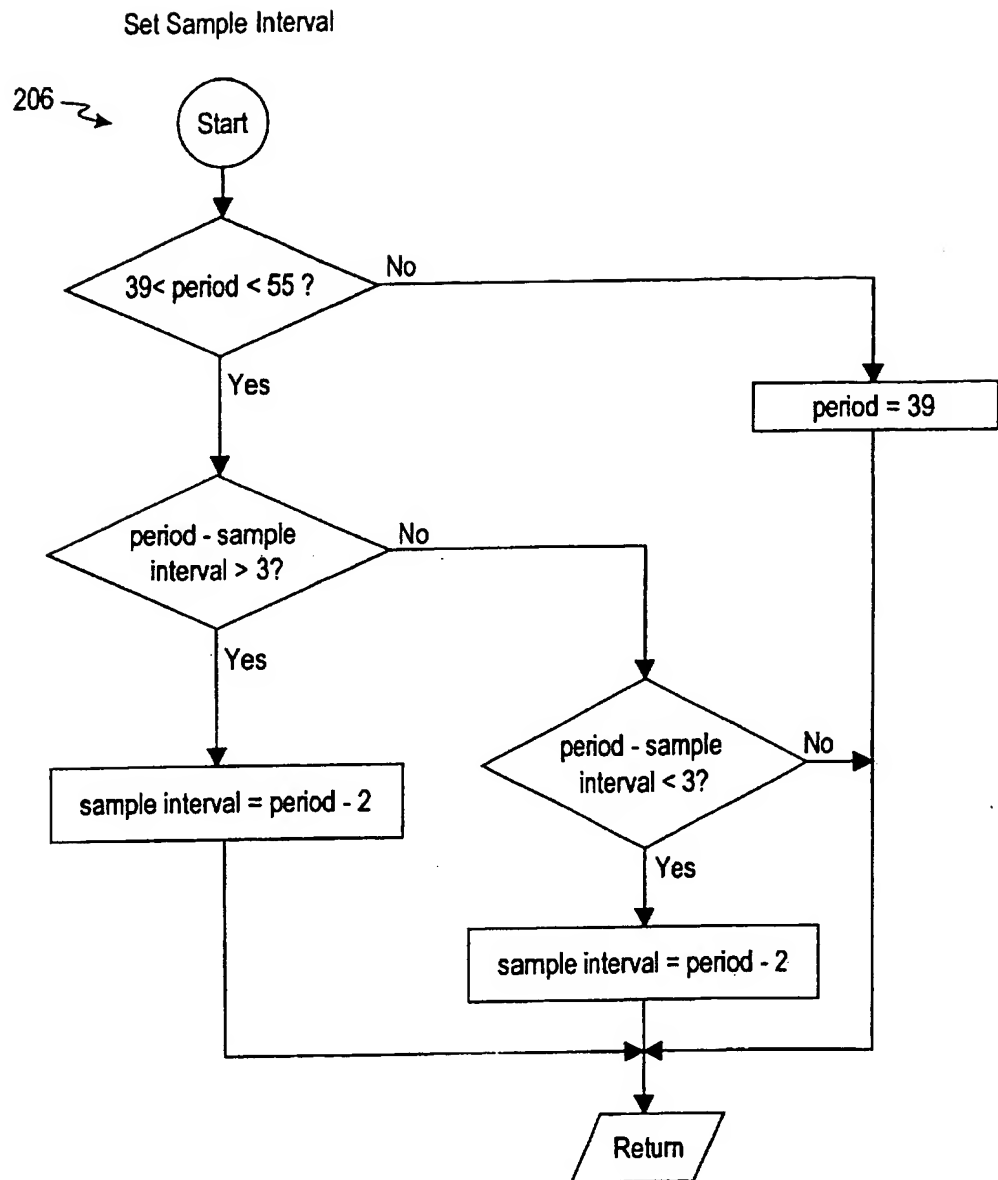 Set Sample Interval
206
Start
39< period < 55 ?
No
Yes
period = 39
period - sample
interval > 3?
No
Yes
period - sample
interval < 3?
No
sample interval = period - 2
Yes
sample interval = period - 2
Return